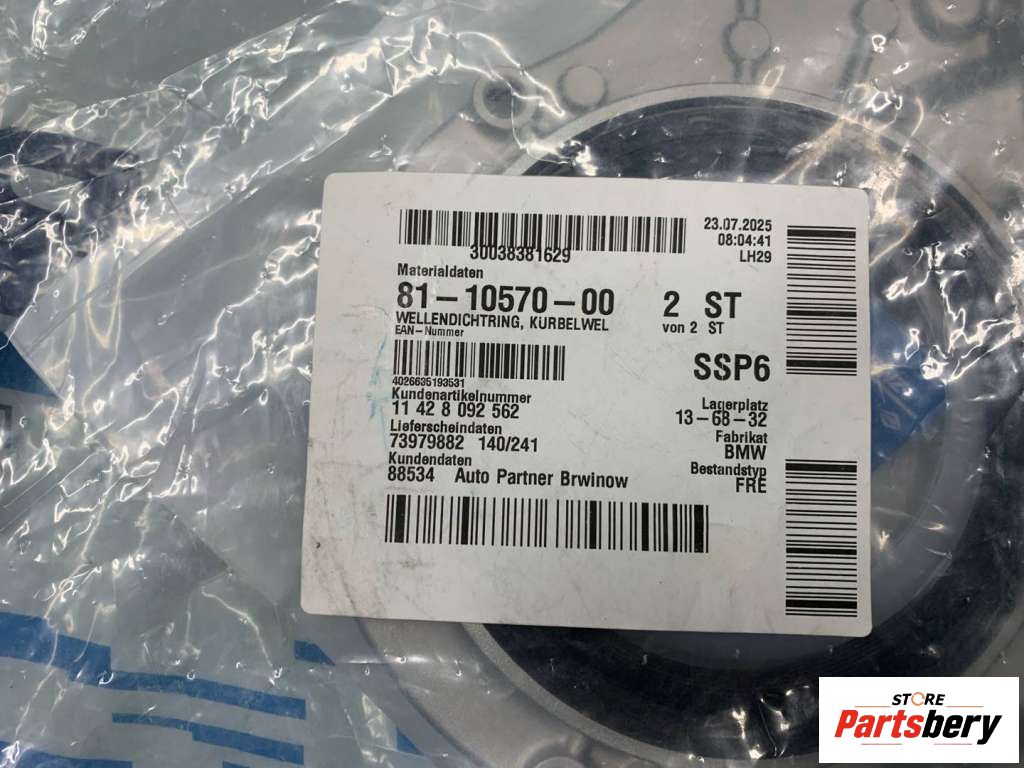 30038381629
23.07.2025
08:04:41
LH29
Materialdaten
81-10570-00 2 ST
WELLENDICHTRING, KURBELWEL von 2 ST
EAN-Nummer
4026635193531
SSP6
Kundenartikelnummer
11 42 8 092 562
Lagerplatz
13-68-32
Lieferscheindaten
73979882 140/241
Fabrikat
BMW
Kundendaten
88534 Auto Partner Brwinow
Bestandstyp
FRE
STORE
Partsbery